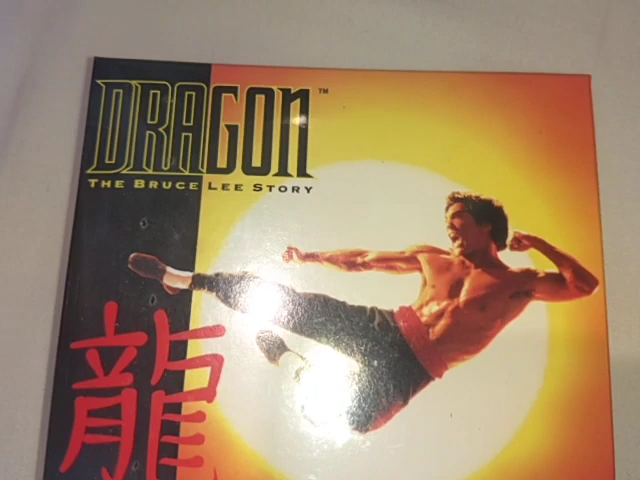 DRAGON™
THE BRUCE LEE STORY
龍